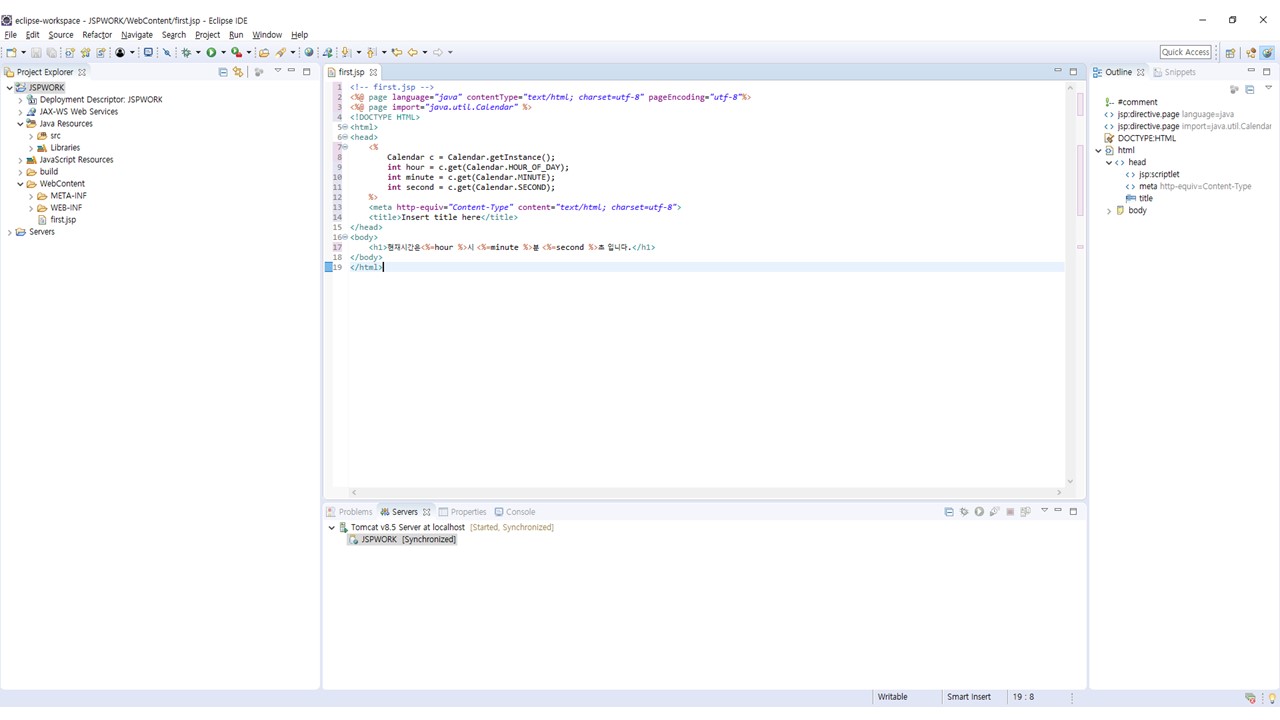 eclipse-workspace - JSPWORK/WebContent/first.jsp - Eclipse IDE
File Edit Source Refactor Navigate Search Project Run Window Help
Quick Access
Project Explorer
JSPWORK
Deployment Descriptor: JSPWORK
JAX-WS Web Services
Java Resources
src
Libraries
JavaScript Resources
build
WebContent
META-INF
WEB-INF
first.jsp
Servers
first.jsp
1 <!-- first.jsp -->
2 <%@ page language="java" contentType="text/html; charset=utf-8" pageEncoding="utf-8"%>
3 <%@ page import="java.util.Calendar" %>
4 <!DOCTYPE HTML>
5 <html>
6 <head>
7 <%
8 Calendar c = Calendar.getInstance();
9 int hour = c.get(Calendar.HOUR_OF_DAY);
10 int minute = c.get(Calendar.MINUTE);
11 int second = c.get(Calendar.SECOND);
12 %>
13 <meta http-equiv="Content-Type" content="text/html; charset=utf-8">
14 <title>Insert title here</title>
15 </head>
16 <body>
17 <h1>현재시간은<%=hour %>시 <%=minute %>분 <%=second %>초 입니다.</h1>
18 </body>
19 </html>
Outline Snippets
#comment
jsp:directive.page language=java
jsp:directive.page import=java.util.Calendar
DOCTYPE:HTML
html
head
jsp:scriptlet
meta http-equiv=Content-Type
title
body
Problems Servers Properties Console
Tomcat v8.5 Server at localhost [Started, Synchronized]
JSPWORK [Synchronized]
Writable Smart Insert 19 : 8